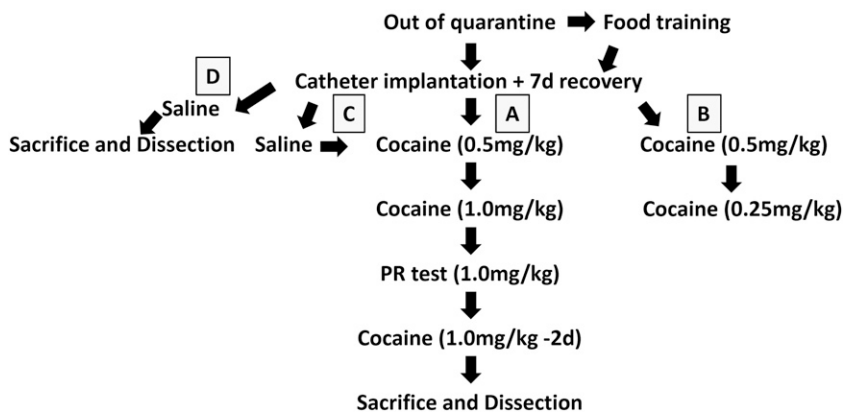 Out of quarantine Food training
D
Catheter implantation + 7d recovery
Saline C A B
Sacrifice and Dissection Saline Cocaine (0.5mg/kg) Cocaine (0.5mg/kg)
Cocaine (1.0mg/kg) Cocaine (0.25mg/kg)
PR test (1.0mg/kg)
Cocaine (1.0mg/kg -2d)
Sacrifice and Dissection